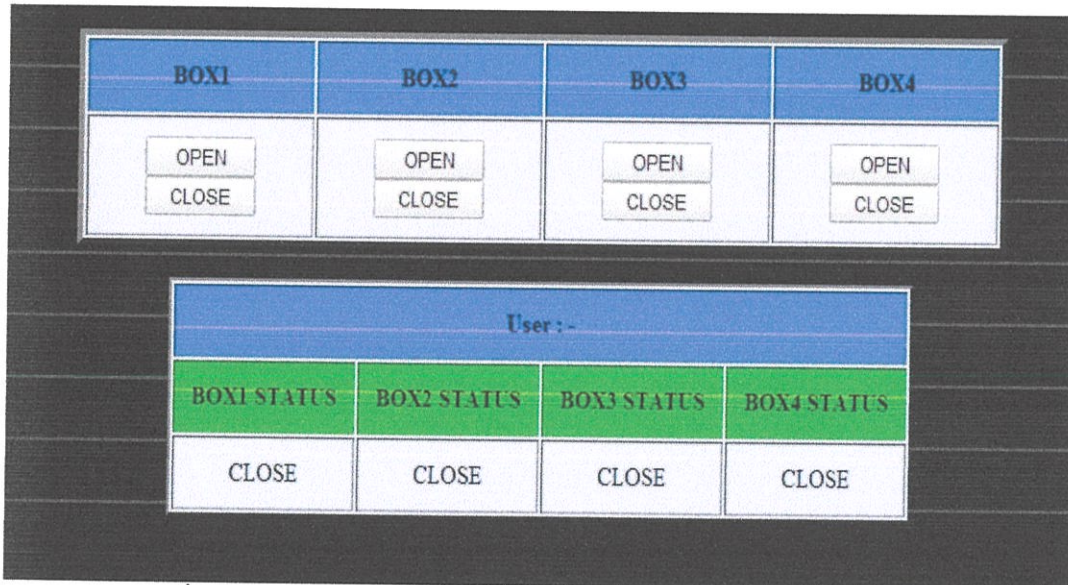 BOX1 BOX2 BOX3 BOX4
OPEN OPEN OPEN OPEN
CLOSE CLOSE CLOSE CLOSE
User : -
BOX1 STATUS BOX2 STATUS BOX3 STATUS BOX4 STATUS
CLOSE CLOSE CLOSE CLOSE